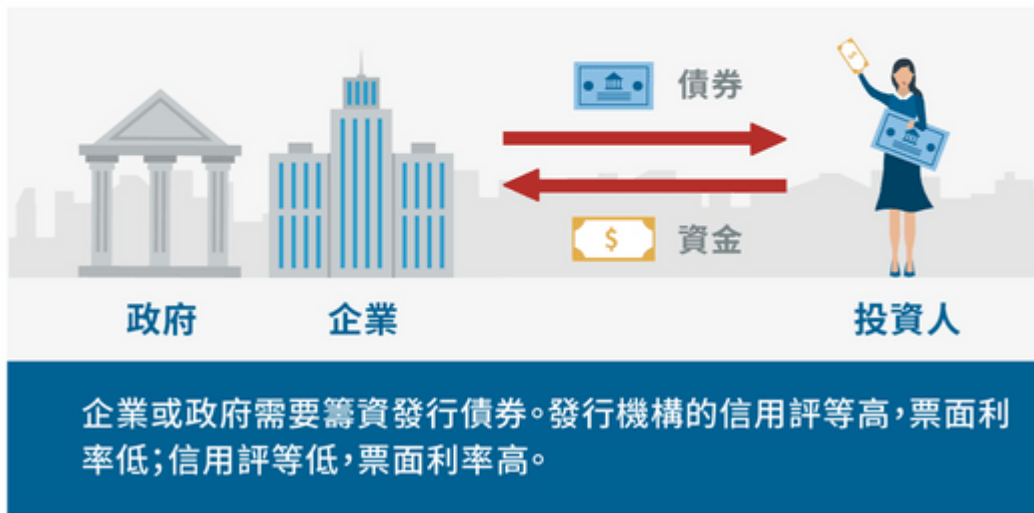 債券
$
資金
政府
企業
投資人
企業或政府需要籌資發行債券。發行機構的信用評等高,票面利
率低;信用評等低,票面利率高。